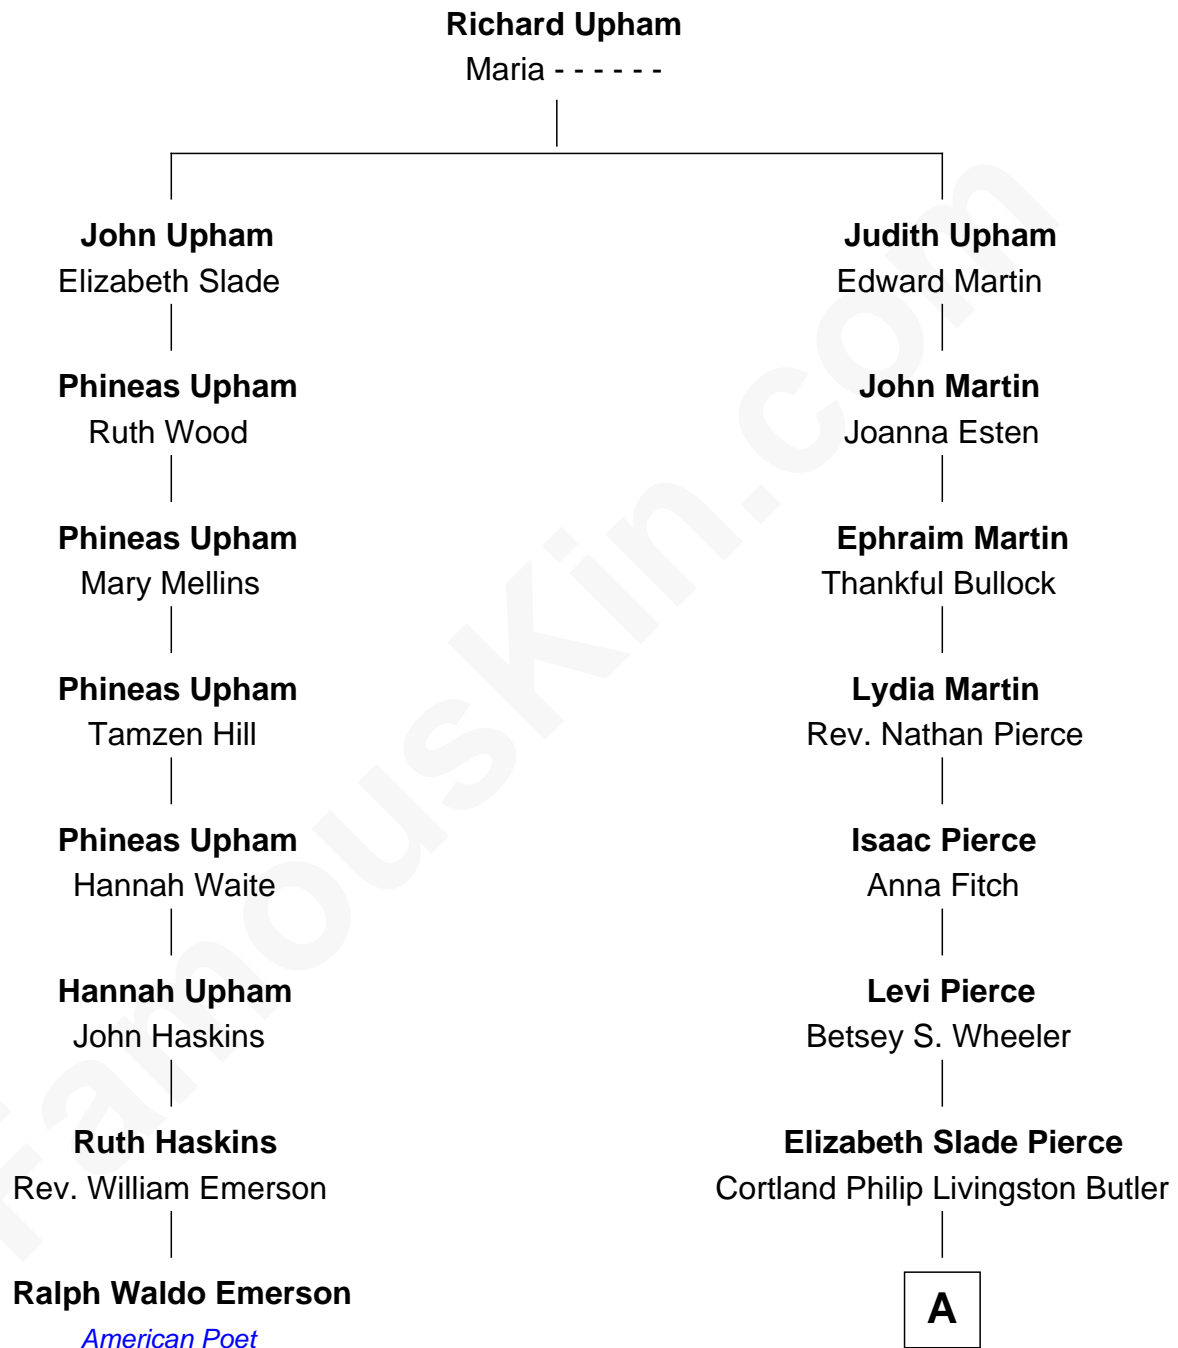 Richard Upham
Maria - - - - - -
John Upham
Elizabeth Slade
Judith Upham
Edward Martin
Phineas Upham
Ruth Wood
John Martin
Joanna Esten
Phineas Upham
Mary Mellins
Ephraim Martin
Thankful Bullock
Phineas Upham
Tamzen Hill
Lydia Martin
Rev. Nathan Pierce
Phineas Upham
Hannah Waite
Isaac Pierce
Anna Fitch
Hannah Upham
John Haskins
Levi Pierce
Betsey S. Wheeler
Ruth Haskins
Rev. William Emerson
Elizabeth Slade Pierce
Cortland Philip Livingston Butler
Ralph Waldo Emerson
American Poet
A
FamousKin.com